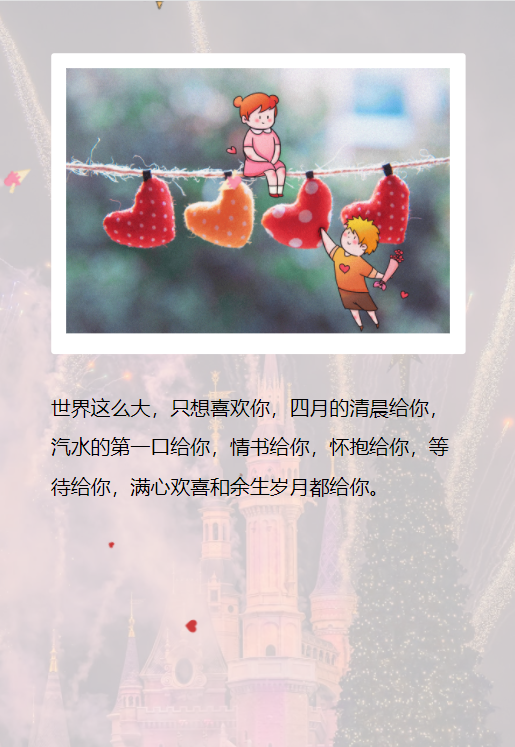 世界这么大，只想喜欢你，四月的清晨给你，
汽水的第一口给你，情书给你，怀抱给你，等
待给你，满心欢喜和余生岁月都给你。